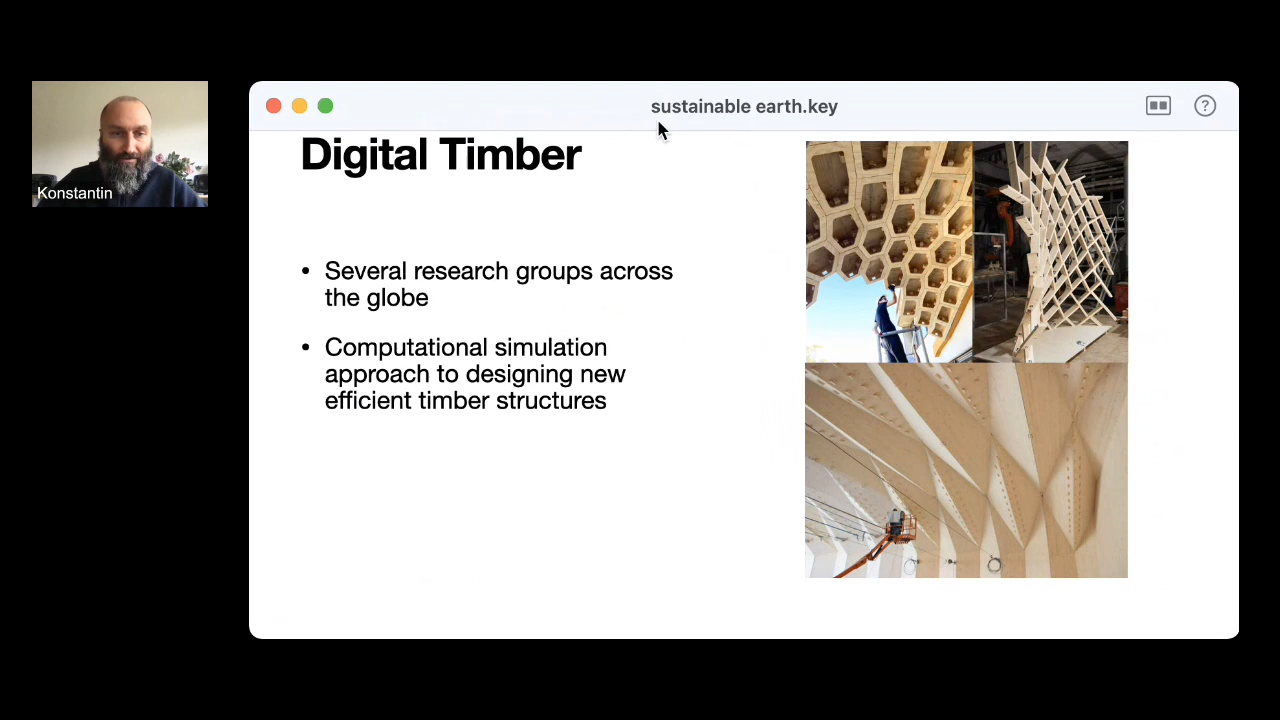 sustainable earth.key
Konstantin
Digital Timber
• Several research groups across
the globe
• Computational simulation
approach to designing new
efficient timber structures